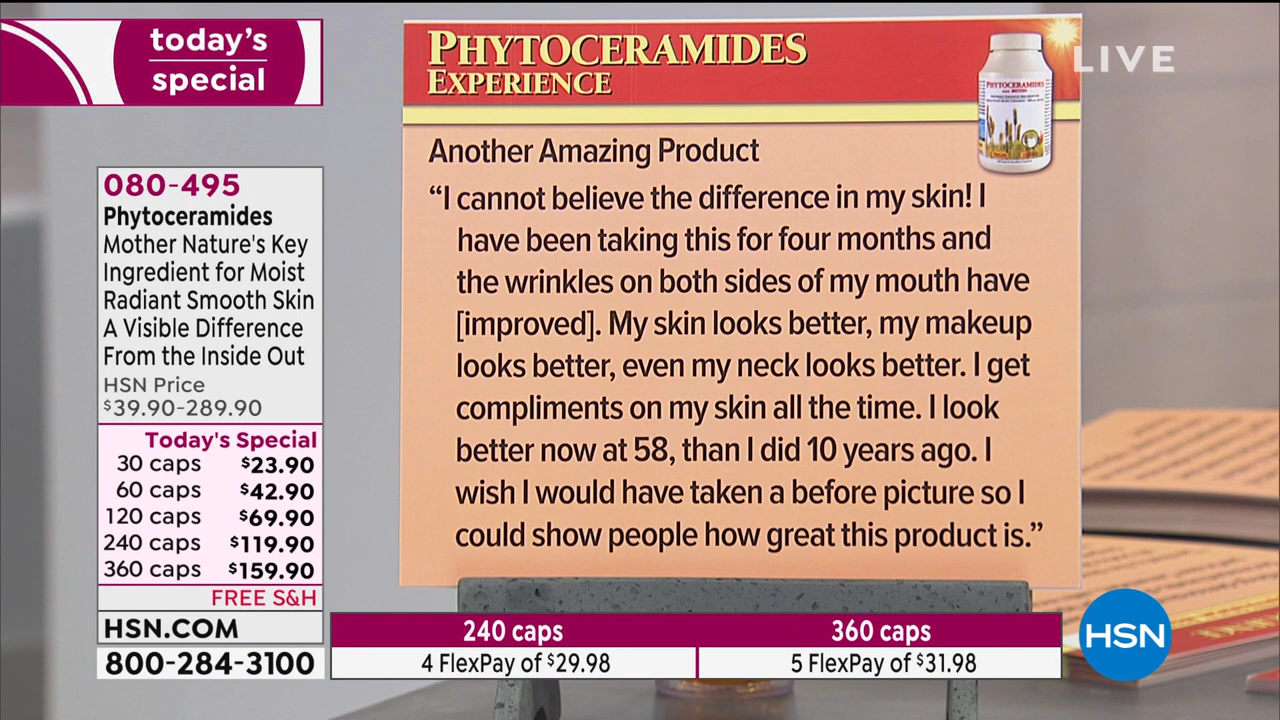 today's
special
080-495
Phytoceramides
Mother Nature's Key
Ingredient for Moist
Radiant Smooth Skin
A Visible Difference
From the Inside Out
HSN Price
$39.90-289.90
Today's Special
30 caps $23.90
60 caps $42.90
120 caps $69.90
240 caps $119.90
360 caps $159.90
FREE S&H
HSN.COM
800-284-3100
PHYTOCERAMIDES
EXPERIENCE
LIVE
PHYTOCERAMIDES
Another Amazing Product
“I cannot believe the difference in my skin! I
have been taking this for four months and
the wrinkles on both sides of my mouth have
[improved]. My skin looks better, my makeup
looks better, even my neck looks better. I get
compliments on my skin all the time. I look
better now at 58, than I did 10 years ago. I
wish I would have taken a before picture so I
could show people how great this product is.”
240 caps 360 caps
4 FlexPay of $29.98 5 FlexPay of $31.98
HSN